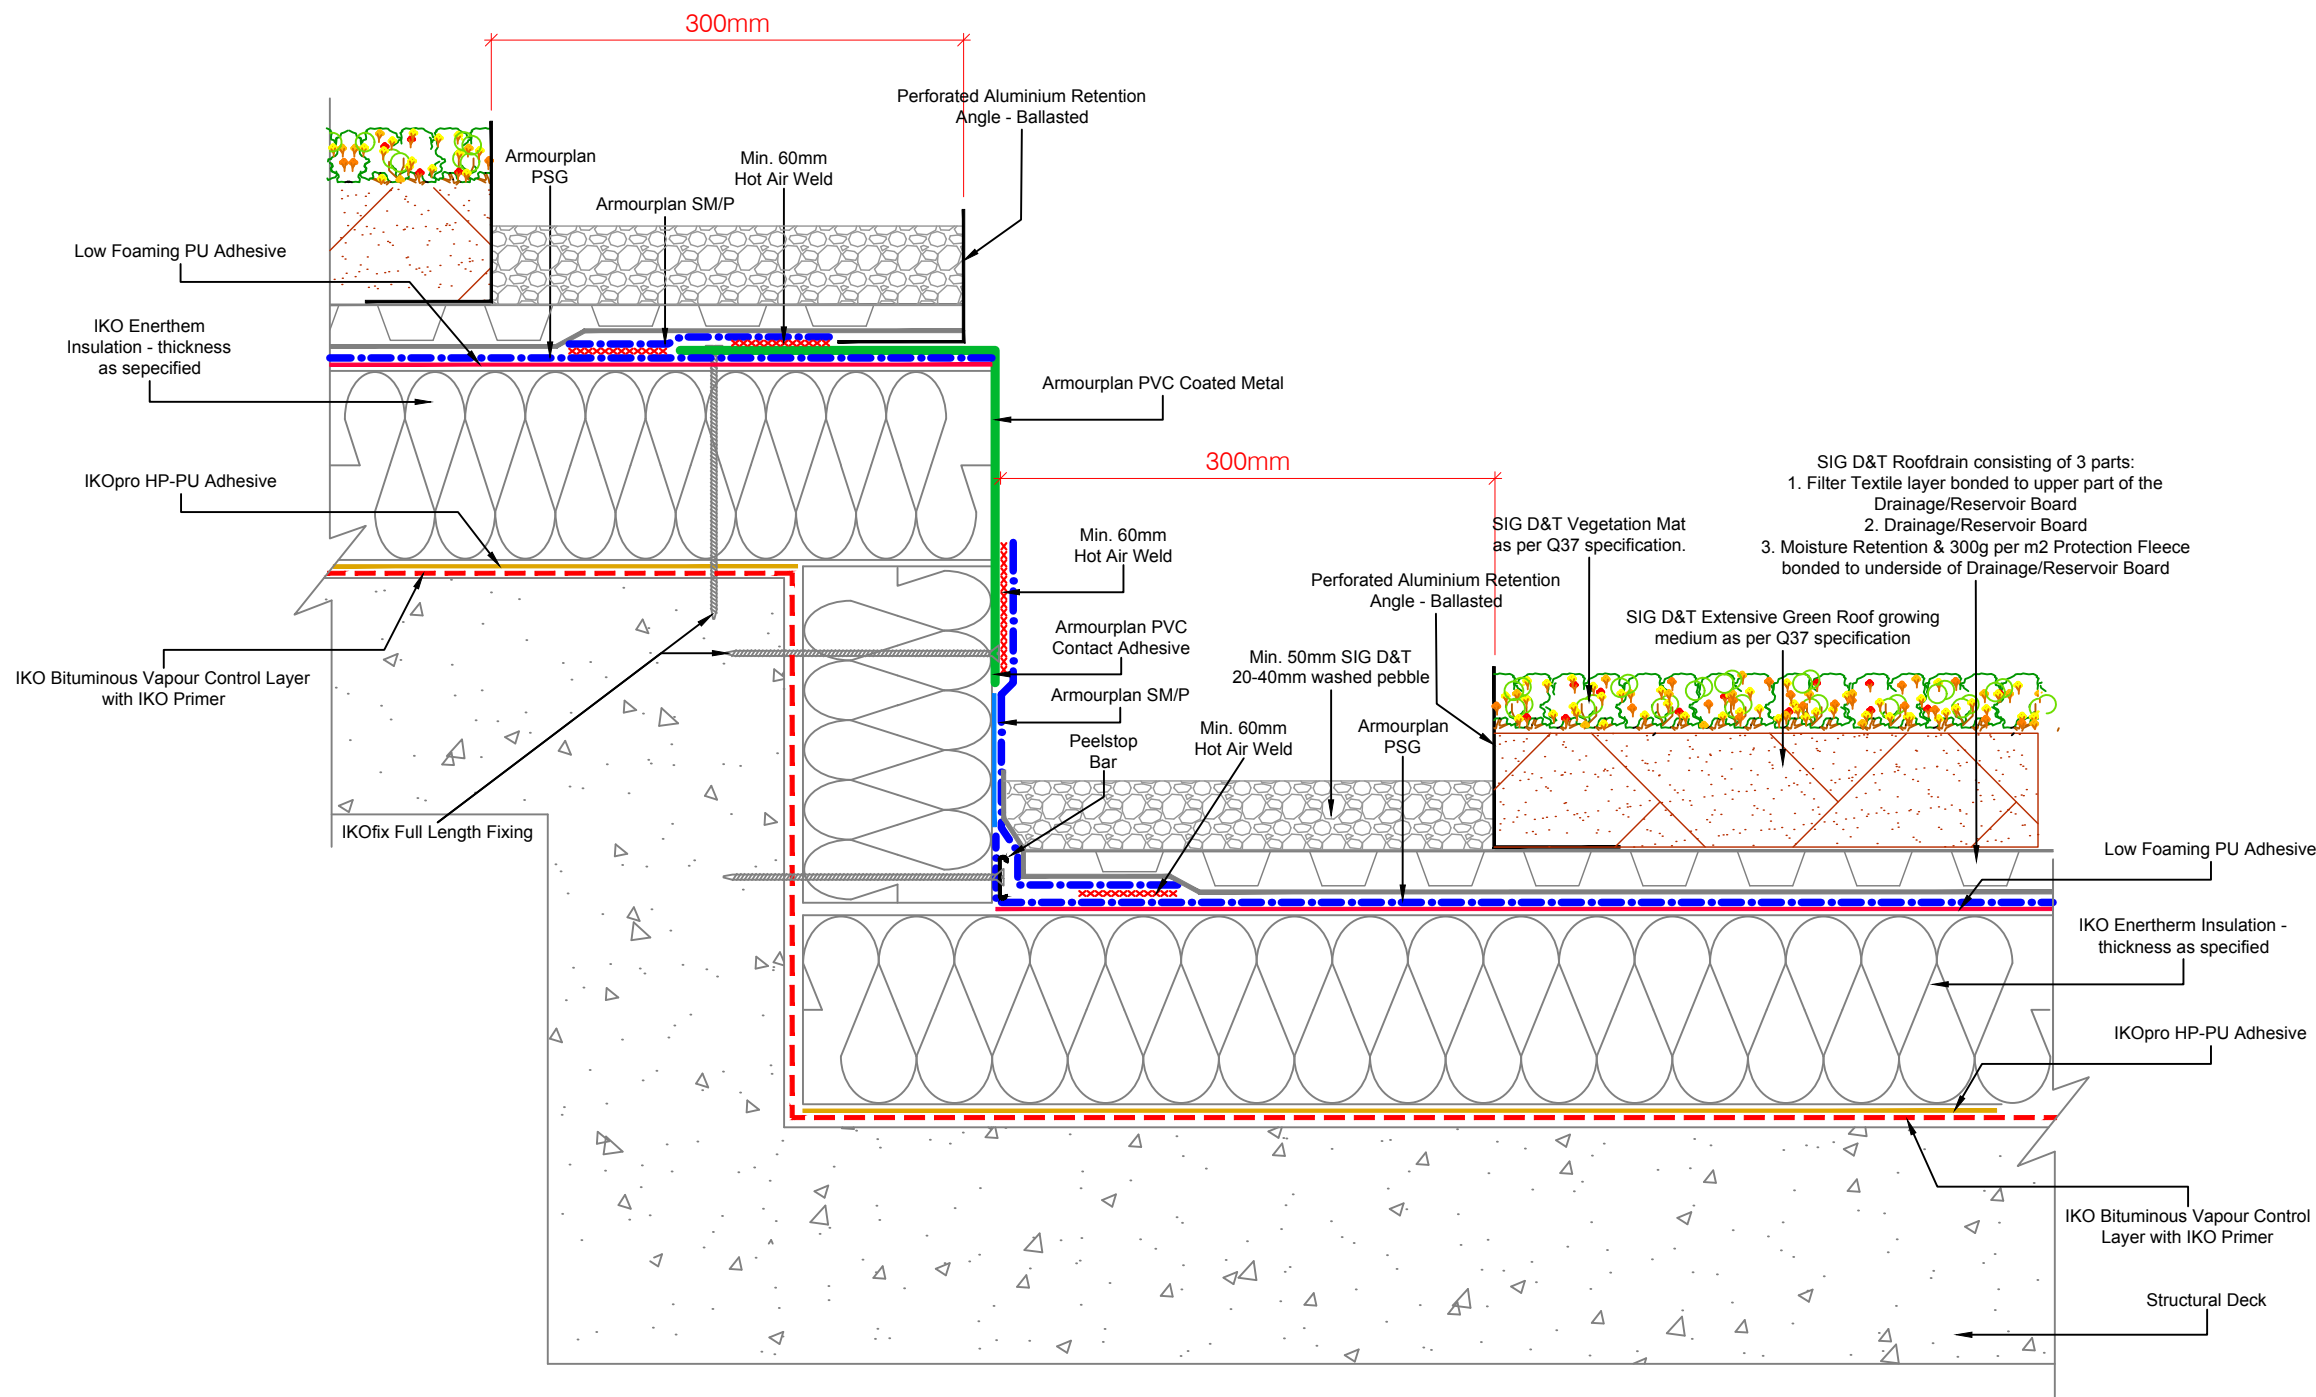 300mm
Perforated Aluminium Retention
Angle - Ballasted
Armourplan
PSG
Min. 60mm
Hot Air Weld
Armourplan SM/P
Low Foaming PU Adhesive
IKO Enerthem
Insulation - thickness
as sepecified
Armourplan PVC Coated Metal
IKOpro HP-PU Adhesive
300mm
SIG D&T Roofdrain consisting of 3 parts:
1. Filter Textile layer bonded to upper part of the
Drainage/Reservoir Board
2. Drainage/Reservoir Board
3. Moisture Retention & 300g per m2 Protection Fleece
bonded to underside of Drainage/Reservoir Board
SIG D&T Vegetation Mat
as per Q37 specification.
Min. 60mm
Hot Air Weld
Perforated Aluminium Retention
Angle - Ballasted
SIG D&T Extensive Green Roof growing
medium as per Q37 specification
Armourplan PVC
Contact Adhesive
Min. 50mm SIG D&T
20-40mm washed pebble
IKO Bituminous Vapour Control Layer
with IKO Primer
Armourplan SM/P
Min. 60mm
Hot Air Weld
Armourplan
PSG
Peelstop
Bar
IKOfix Full Length Fixing
Low Foaming PU Adhesive
IKO Enertherm Insulation -
thickness as specified
IKOpro HP-PU Adhesive
IKO Bituminous Vapour Control
Layer with IKO Primer
Structural Deck